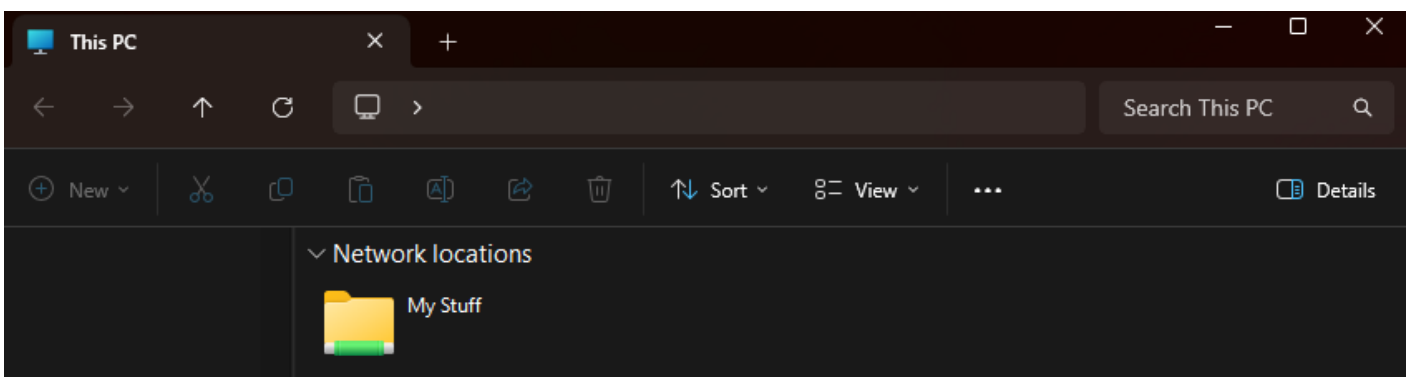 This PC
Search This PC
New Sort View Details
Network locations
My Stuff